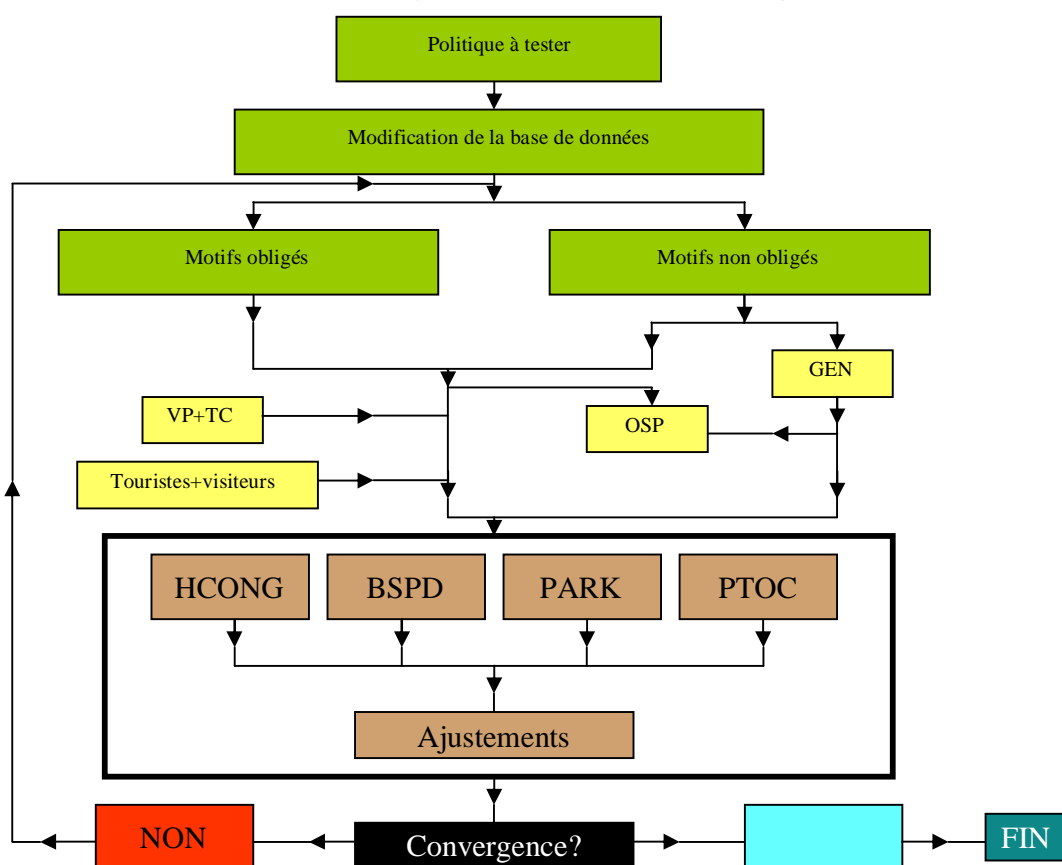 Politique à tester
Modification de la base de données
Motifs obligés
Motifs non obligés
GEN
VP+TC
OSP
Touristes+visiteurs
HCONG
BSPD
PARK
PTOC
Ajustements
NON
Convergence?
FIN